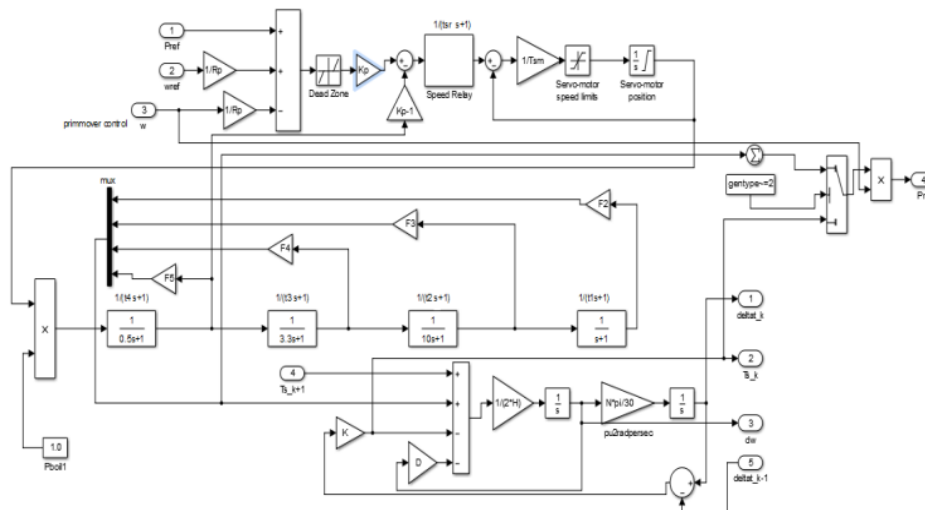 1/(tsr s+1)
1
Pref
2
wref
1/Rp
3
w
primmover control
1/Rp
+
+
−
Dead Zone
Kp
+
−
Kp-1
Speed Relay
+
−
1/Tsm
Servo-motor
speed limits
1
s
Servo-motor
position
mux
F2
F3
F4
F5
gentype~=2
X
4
1/(t4 s+1)
1/(t3 s+1)
1/(t2 s+1)
1/(t1s+1)
X
1
0.5s+1
1
3.3s+1
1
10s+1
1
s+1
1
deltat_k
4
Ts_k+1
+
+
−
−
1/(2*H)
1
s
N*pi/30
pu2radpersec
1
s
2
Ts_k
K
D
3
dw
1.0
Pboil1
+
−
5
deltat_k-1